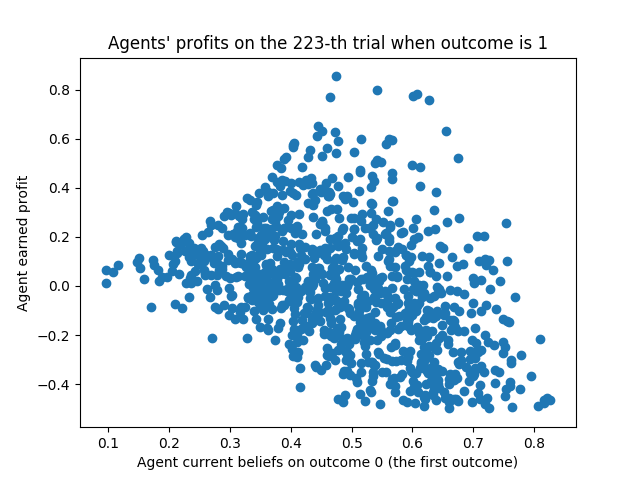 Agents' profits on the 223-th trial when outcome is 1
0.8
0.6
0.4
0.2
0.0
−0.2
−0.4
Agent earned profit
0.1 0.2 0.3 0.4 0.5 0.6 0.7 0.8
Agent current beliefs on outcome 0 (the first outcome)